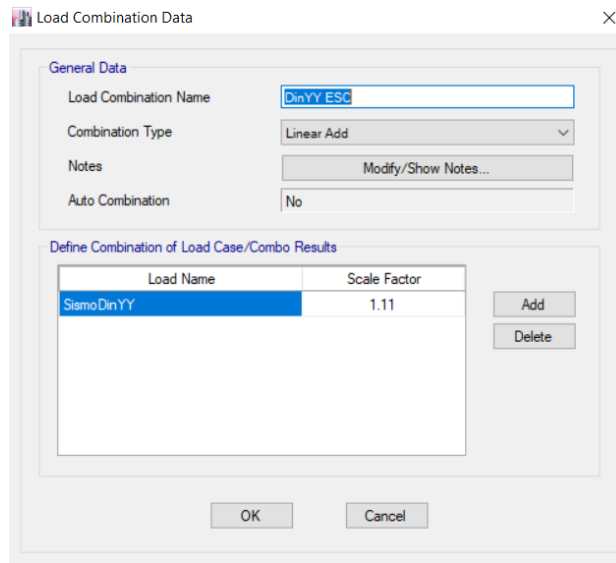 Load Combination Data
General Data
Load Combination Name DinYY ESC
Combination Type Linear Add
Notes Modify/Show Notes...
Auto Combination No
Define Combination of Load Case/Combo Results
Load Name Scale Factor
SismoDinYY 1.11 Add
Delete
OK Cancel